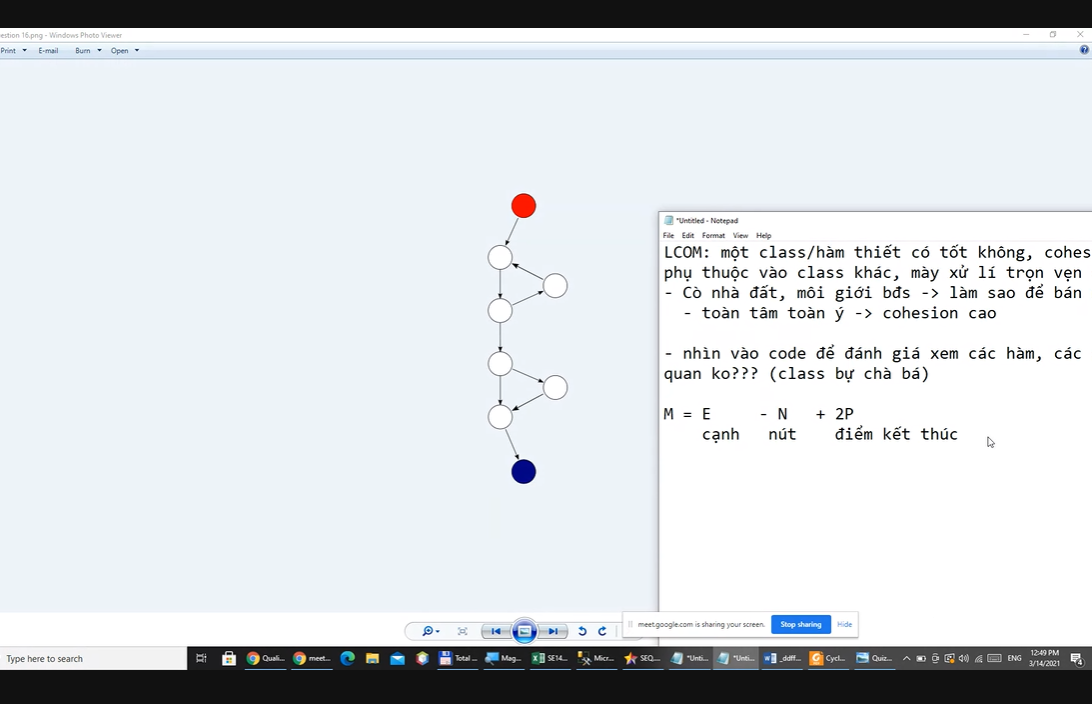 estion 16.png - Windows Photo Viewer
Print E-mail Burn Open
*Untitled - Notepad
File Edit Format View Help
LCOM: một class/hàm thiết có tốt không, cohes
phụ thuộc vào class khác, mày xử lí trọn vẹn
- Cò nhà đất, môi giới bđs -> làm sao để bán
- toàn tâm toàn ý -> cohesion cao
- nhìn vào code để đánh giá xem các hàm, các
quan ko??? (class bự chà bá)
M = E - N + 2P
cạnh nút điểm kết thúc
meet.google.com is sharing your screen. Stop sharing Hide
Type here to search
Quali... meet... Total ... Mag... SE14... Micr... SEQ... *Unti... *Unti... _ddff... Cycl... Quiz...
ENG
12:49 PM
3/14/2021
4